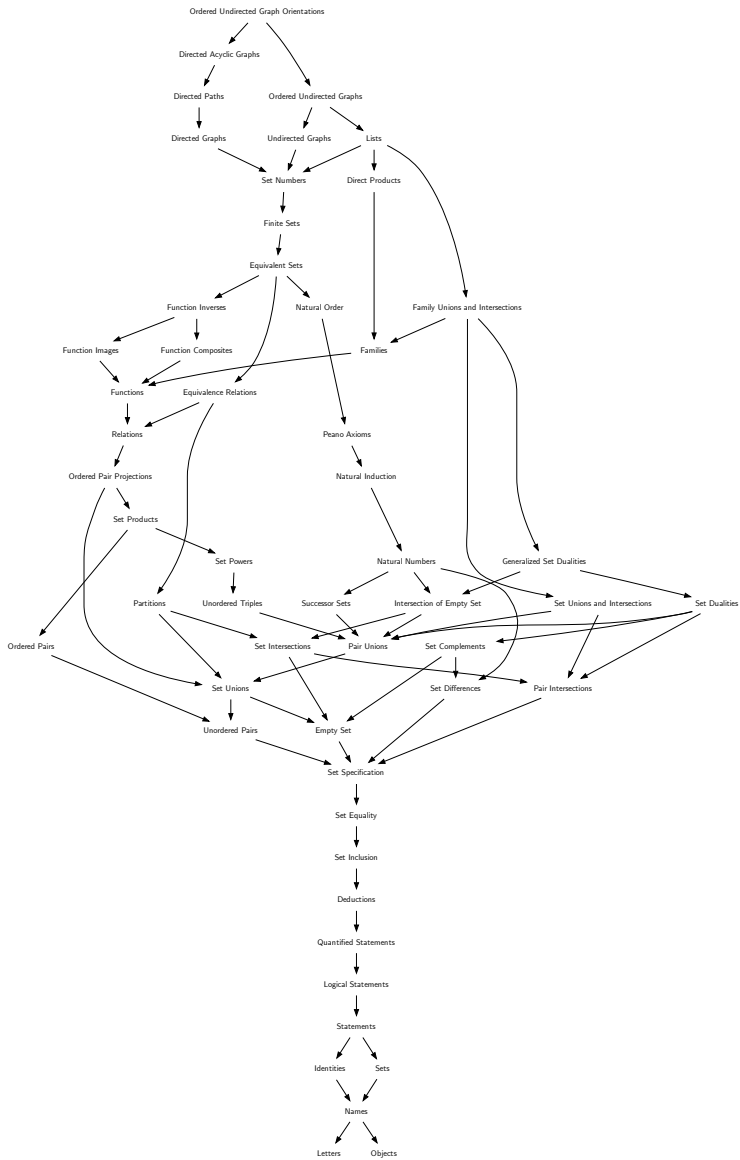 Ordered Undirected Graph Orientations
Directed Acyclic Graphs
Directed Paths
Ordered Undirected Graphs
Directed Graphs
Undirected Graphs
Lists
Set Numbers
Direct Products
Finite Sets
Equivalent Sets
Function Inverses
Natural Order
Family Unions and Intersections
Function Images
Function Composites
Families
Functions
Equivalence Relations
Relations
Peano Axioms
Ordered Pair Projections
Natural Induction
Set Products
Set Powers
Natural Numbers
Generalized Set Dualities
Partitions
Unordered Triples
Successor Sets
Intersection of Empty Set
Set Unions and Intersections
Set Dualities
Ordered Pairs
Set Intersections
Pair Unions
Set Complements
Set Unions
Set Differences
Pair Intersections
Unordered Pairs
Empty Set
Set Specification
Set Equality
Set Inclusion
Deductions
Quantified Statements
Logical Statements
Statements
Identities
Sets
Names
Letters
Objects